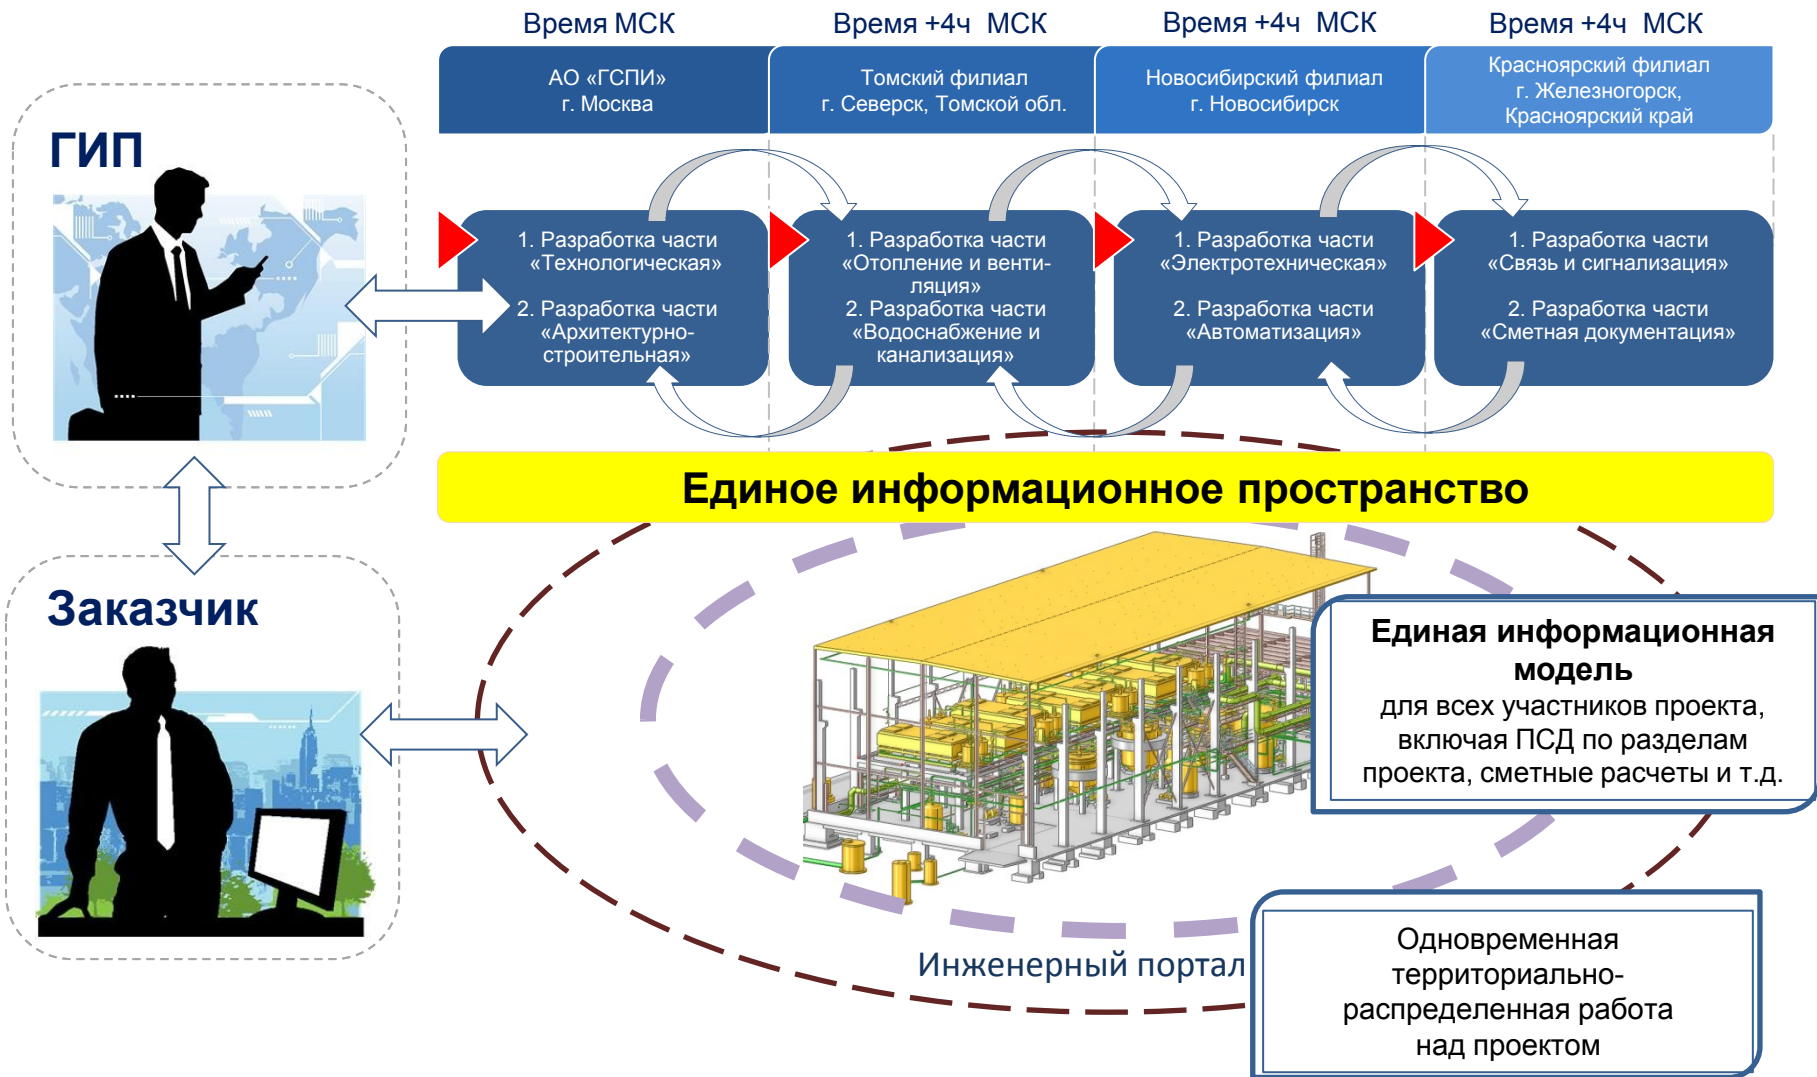 Время МСК
Время +4ч МСК
Время +4ч МСК
Время +4ч МСК
АО «ГСПИ»
г. Москва
Томский филиал
г. Северск, Томской обл.
Новосибирский филиал
г. Новосибирск
Красноярский филиал
г. Железногорск,
Красноярский край
ГИП
1. Разработка части
«Технологическая»
2. Разработка части
«Архитектурно-
строительная»
1. Разработка части
«Отопление и венти-
ляция»
2. Разработка части
«Водоснабжение и
канализация»
1. Разработка части
«Электротехническая»
2. Разработка части
«Автоматизация»
1. Разработка части
«Связь и сигнализация»
2. Разработка части
«Сметная документация»
Единое информационное пространство
Заказчик
Единая информационная
модель
для всех участников проекта,
включая ПСД по разделам
проекта, сметные расчеты и т.д.
Инженерный портал
Одновременная
территориально-
распределенная работа
над проектом